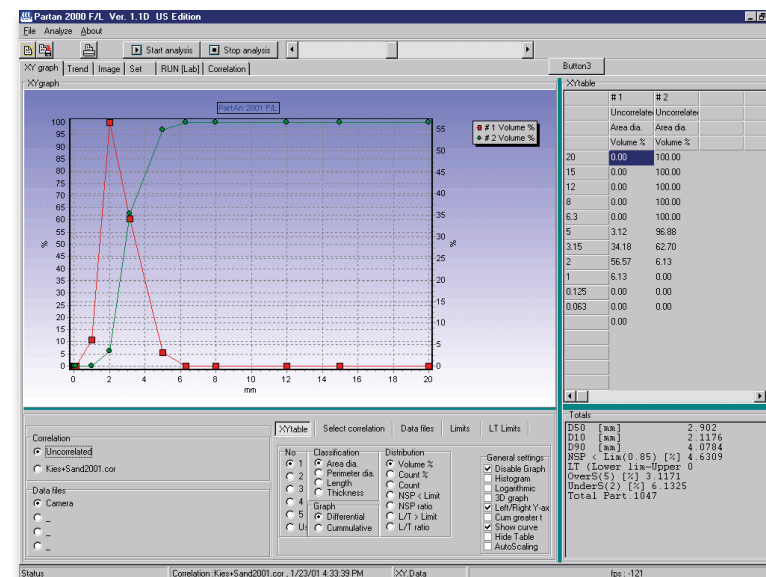 Partan 2000 F/L Ver. 1.1D US Edition
File Analyze About
Start analysis Stop analysis
XY graph Trend Image Set RUN [Lab] Correlation
Button3
XYgraph
XYtable
PartAn 2001 F/L
# 1 Volume %
# 2 Volume %
100
95
90
85
80
75
70
65
60
55
50
45
40
35
30
25
20
15
10
5
0
%
55
50
45
40
35
30
25
20
15
10
5
0
%
0 2 4 6 8 10 12 14 16 18 20
mm
# 1 # 2
Uncorrelate Uncorrelate
Area dia. Area dia.
Volume % Volume %
20 0.00 100.00
15 0.00 100.00
12 0.00 100.00
8 0.00 100.00
6.3 0.00 100.00
5 3.12 96.88
3.15 34.18 62.70
2 56.57 6.13
1 6.13 0.00
0.125 0.00 0.00
0.063 0.00 0.00
0.00
Totals
D50 [mm] 2.902
D10 [mm] 2.1176
D90 [mm] 4.0784
NSP < Lim(0.85) [%] 4.6309
LT (Lower lim-Upper 0
OverS(5) [%] 3.1171
UnderS(2) [%] 6.1325
Total Part.1047
Correlation
Uncorrelated
Kies+Sand2001.cor
Data files
Camera
_
_
_
XYtable Select correlation Data files Limits LT Limits
No
1
2
3
4
5
Classification
Area dia.
Perimeter dia.
Length
Thickness
Graph
Differential
Cummulative
Distribution
Volume %
Count %
Count
NSP < Limit
NSP ratio
L/T > Limit
L/T ratio
General settings
Disable Graph
Histogram
Logarithmic
3D graph
Left/Right Y-ax
Cum greater t
Show curve
Hide Table
AutoScaling
Status Correlation :Kies+Sand2001.cor , 1/23/01 4:33:39 PM XY.Data fps : -121